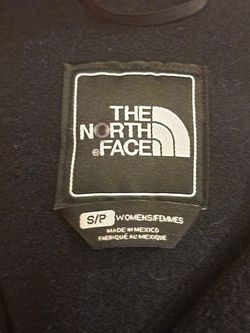 THE
NORTH
®FACE
S/P WOMENS/FEMMES
MADE IN MEXICO
FABRIQUÉ AU MEXIQUE